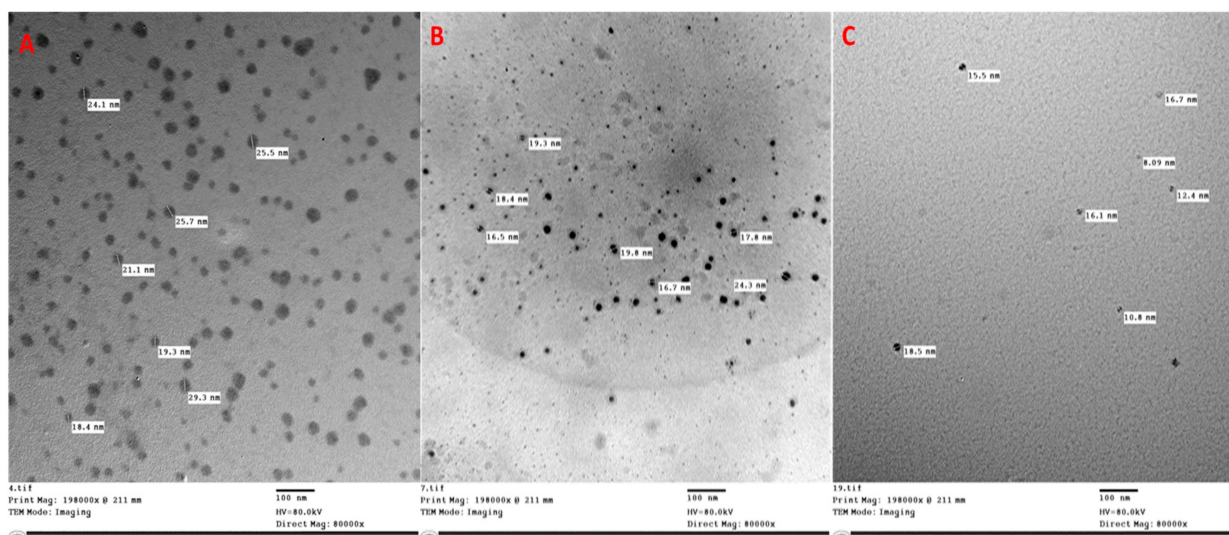 A
24.1 nm
25.5 nm
25.7 nm
21.1 nm
19.3 nm
29.3 nm
18.4 nm
4.tif
Print Mag: 198000x @ 211 mm
TEM Mode: Imaging
100 nm
HV=80.0kV
Direct Mag: 80000x
B
19.3 nm
18.4 nm
16.5 nm
17.8 nm
19.8 nm
16.7 nm
24.3 nm
7.tif
Print Mag: 198000x @ 211 mm
TEM Mode: Imaging
100 nm
HV=80.0kV
Direct Mag: 80000x
C
15.5 nm
16.7 nm
8.09 nm
12.4 nm
16.1 nm
10.8 nm
18.5 nm
19.tif
Print Mag: 198000x @ 211 mm
TEM Mode: Imaging
100 nm
HV=80.0kV
Direct Mag: 80000x